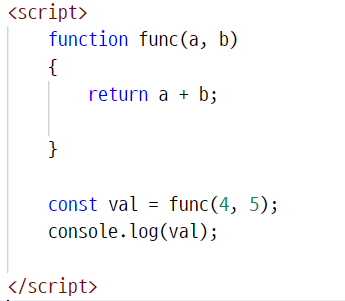 <script>
function func(a, b)
{
return a + b;
}
const val = func(4, 5);
console.log(val);
</script>